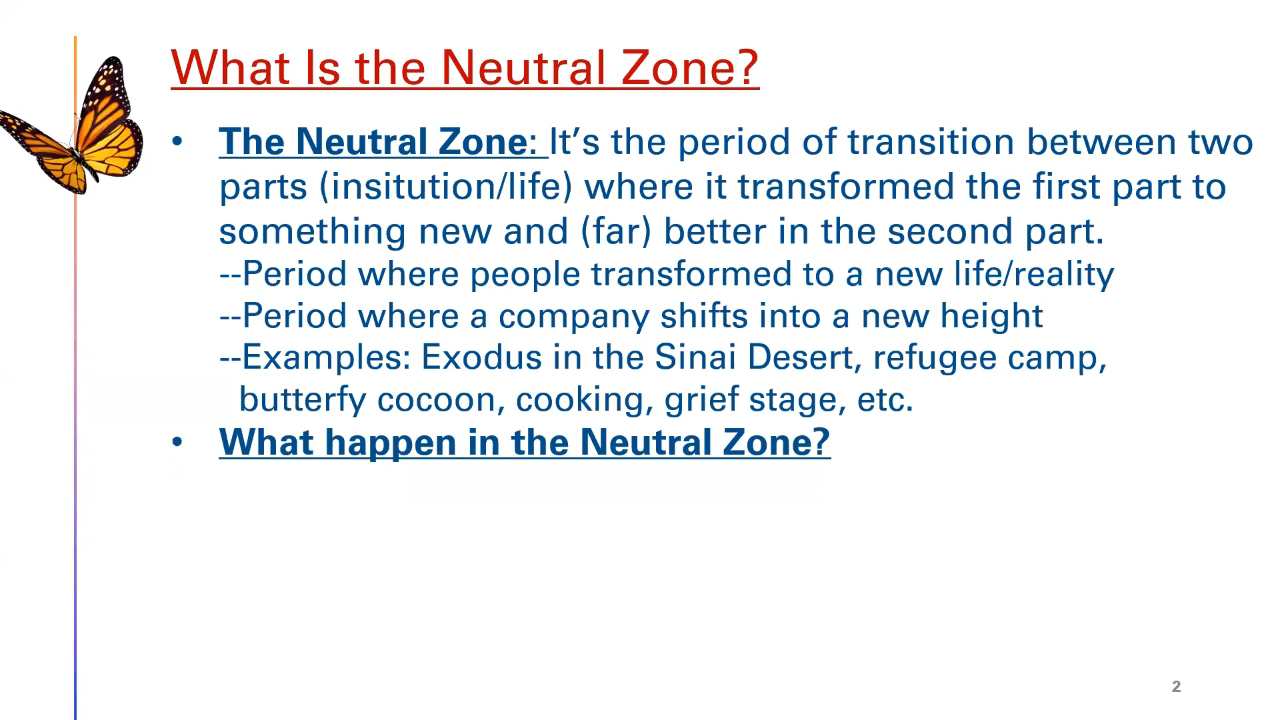 What Is the Neutral Zone?
• The Neutral Zone: It’s the period of transition between two
parts (insitution/life) where it transformed the first part to
something new and (far) better in the second part.
--Period where people transformed to a new life/reality
--Period where a company shifts into a new height
--Examples: Exodus in the Sinai Desert, refugee camp,
butterfy cocoon, cooking, grief stage, etc.
• What happen in the Neutral Zone?
2